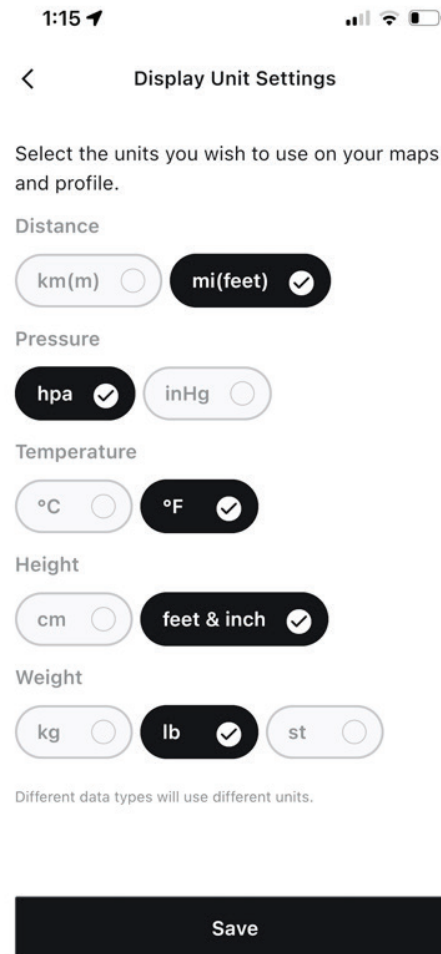 1:15
Display Unit Settings
Select the units you wish to use on your maps
and profile.
Distance
km(m) mi(feet)
Pressure
hpa inHg
Temperature
°C °F
Height
cm feet & inch
Weight
kg lb st
Different data types will use different units.
Save